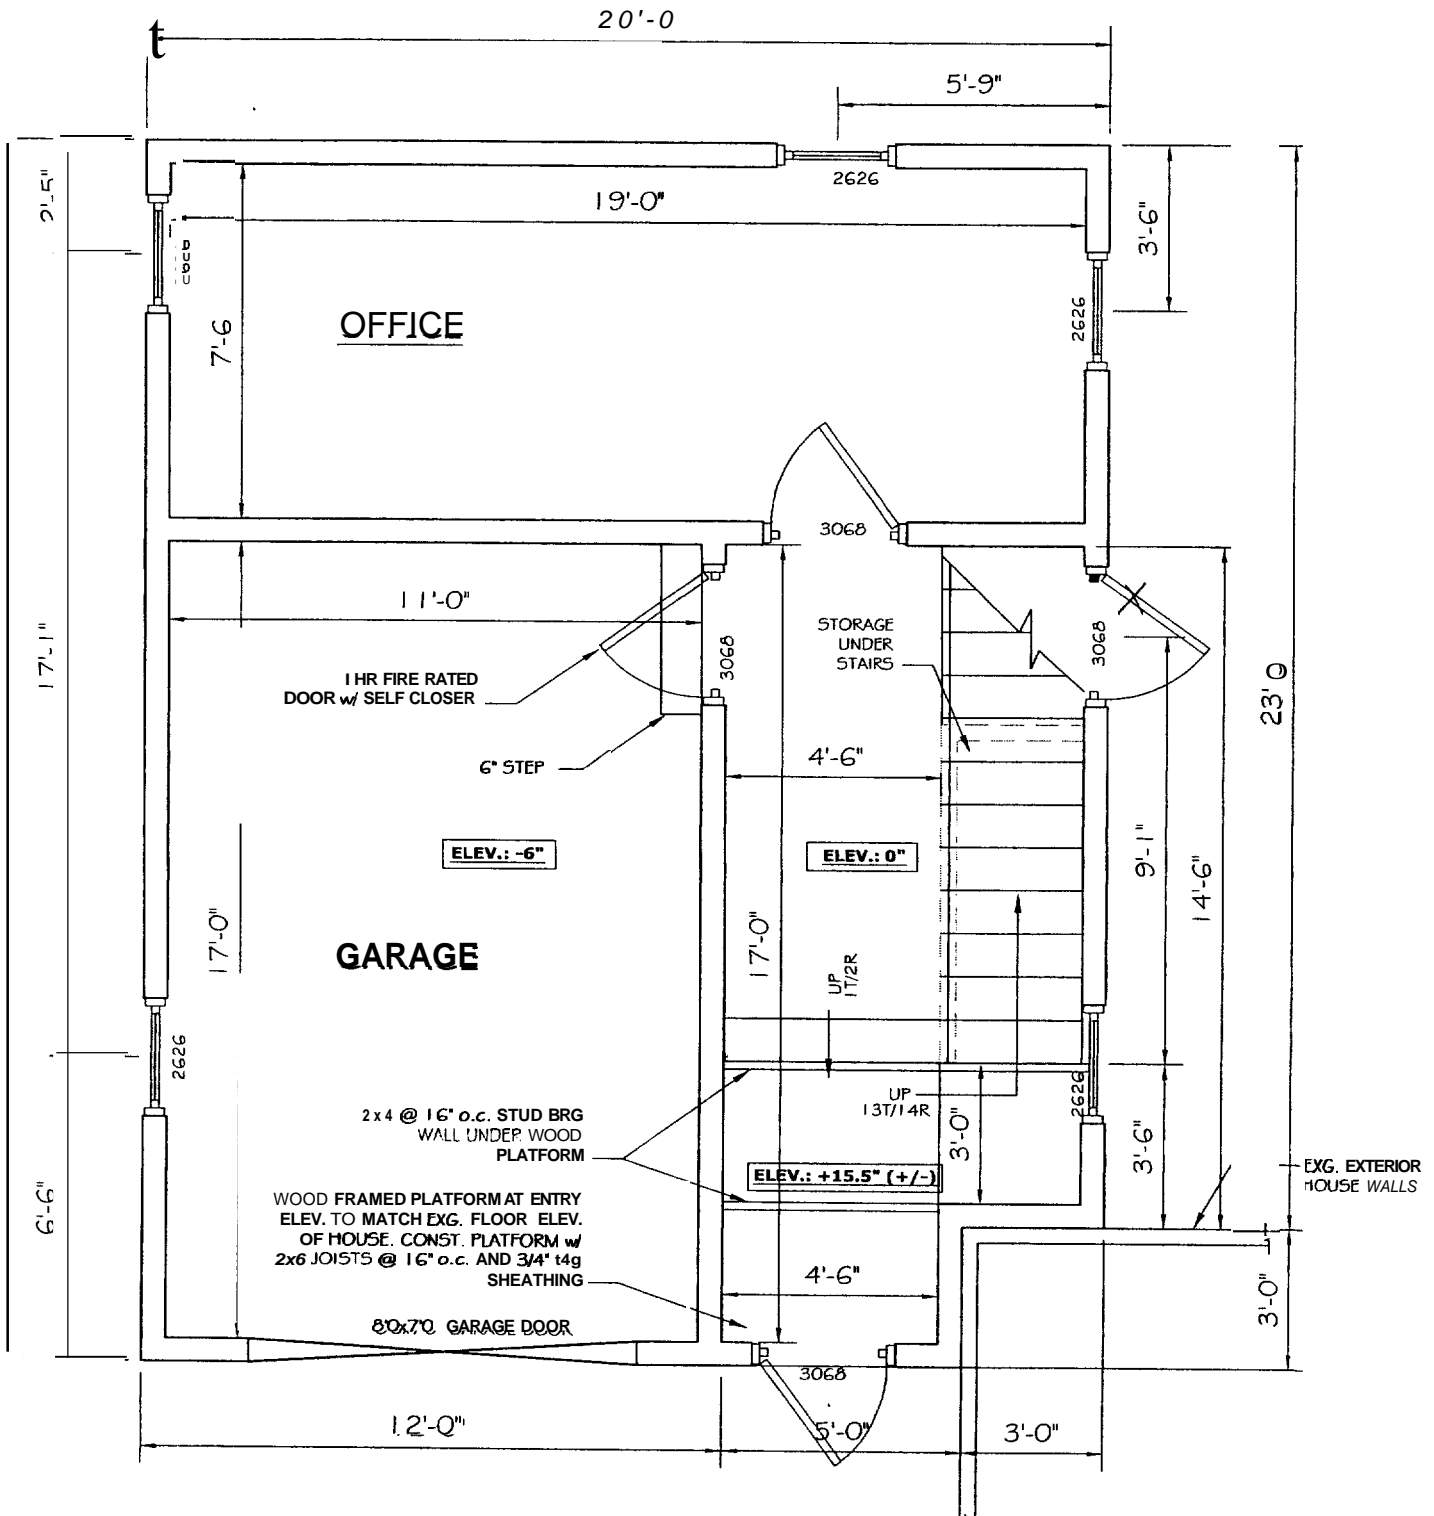 20'-0
5'-9"
2626
19'-0"
3'-6"
2626
OFFICE
7'-6
3068
11'-0"
STORAGE
UNDER
STAIRS
3068
3068
1 HR FIRE RATED
DOOR w/ SELF CLOSER
17'-1"
23' 0
6" STEP
4'-6"
ELEV.: -6"
ELEV.: 0"
9'-1"
14'-6"
GARAGE
17'-0"
17'-0"
UP
1T/2R
2626
2626
UP
13T/14R
2 x 4 @ 16" o.c. STUD BRG
WALL UNDER WOOD
PLATFORM
3'-0"
3'-6"
ELEV.: +15.5" (+/-)
EXG. EXTERIOR
HOUSE WALLS
6'-6"
WOOD FRAMED PLATFORM AT ENTRY
ELEV. TO MATCH EXG. FLOOR ELEV.
OF HOUSE. CONST. PLATFORM w/
2x6 JOISTS @ 16" o.c. AND 3/4" t4g
SHEATHING
4'-6"
3'-0"
8'0x7'0 GARAGE DOOR
3068
12'-0"
5'-0"
3'-0"